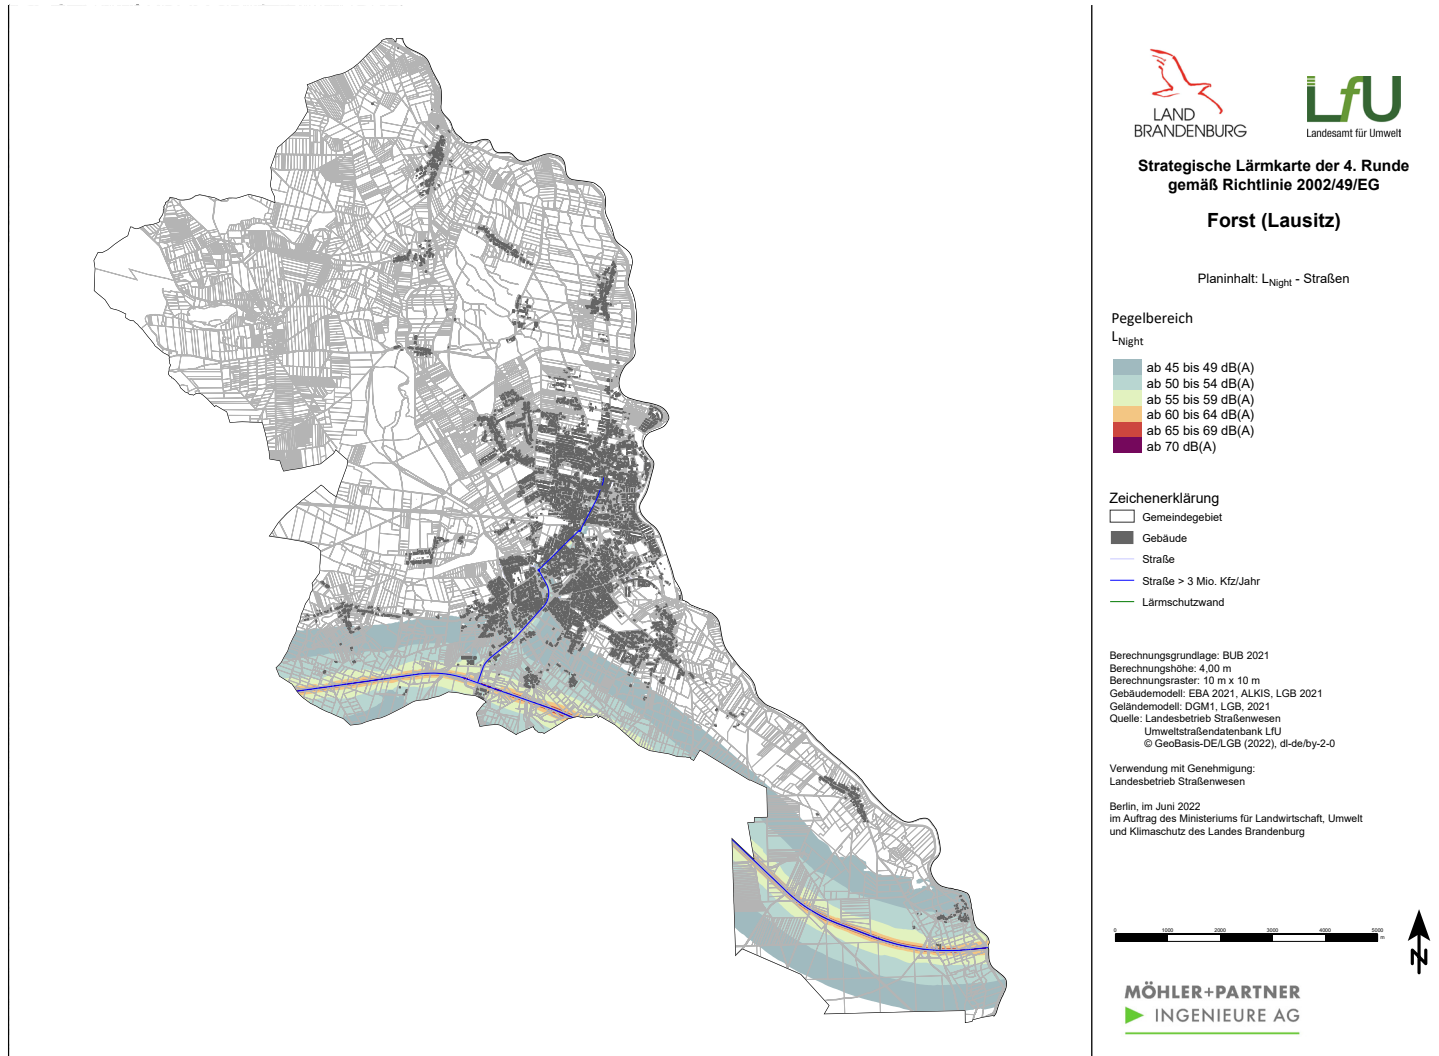 LAND
BRANDENBURG
LfU
Landesamt für Umwelt
Strategische Lärmkarte der 4. Runde
gemäß Richtlinie 2002/49/EG
Forst (Lausitz)
Planinhalt: LNight - Straßen
Pegelbereich
LNight
ab 45 bis 49 dB(A)
ab 50 bis 54 dB(A)
ab 55 bis 59 dB(A)
ab 60 bis 64 dB(A)
ab 65 bis 69 dB(A)
ab 70 dB(A)
Zeichenerklärung
Gemeindegebiet
Gebäude
Straße
Straße > 3 Mio. Kfz/Jahr
Lärmschutzwand
Berechnungsgrundlage: BUB 2021
Berechnungshöhe: 4,00 m
Berechnungsraster: 10 m x 10 m
Gebäudemodell: EBA 2021, ALKIS, LGB 2021
Geländemodell: DGM1, LGB, 2021
Quelle: Landesbetrieb Straßenwesen
Umweltstraßendatenbank LfU
© GeoBasis-DE/LGB (2022), dl-de/by-2-0
Verwendung mit Genehmigung:
Landesbetrieb Straßenwesen
Berlin, im Juni 2022
im Auftrag des Ministeriums für Landwirtschaft, Umwelt
und Klimaschutz des Landes Brandenburg
0 1000 2000 3000 4000 5000
m
N
MÖHLER+PARTNER
INGENIEURE AG